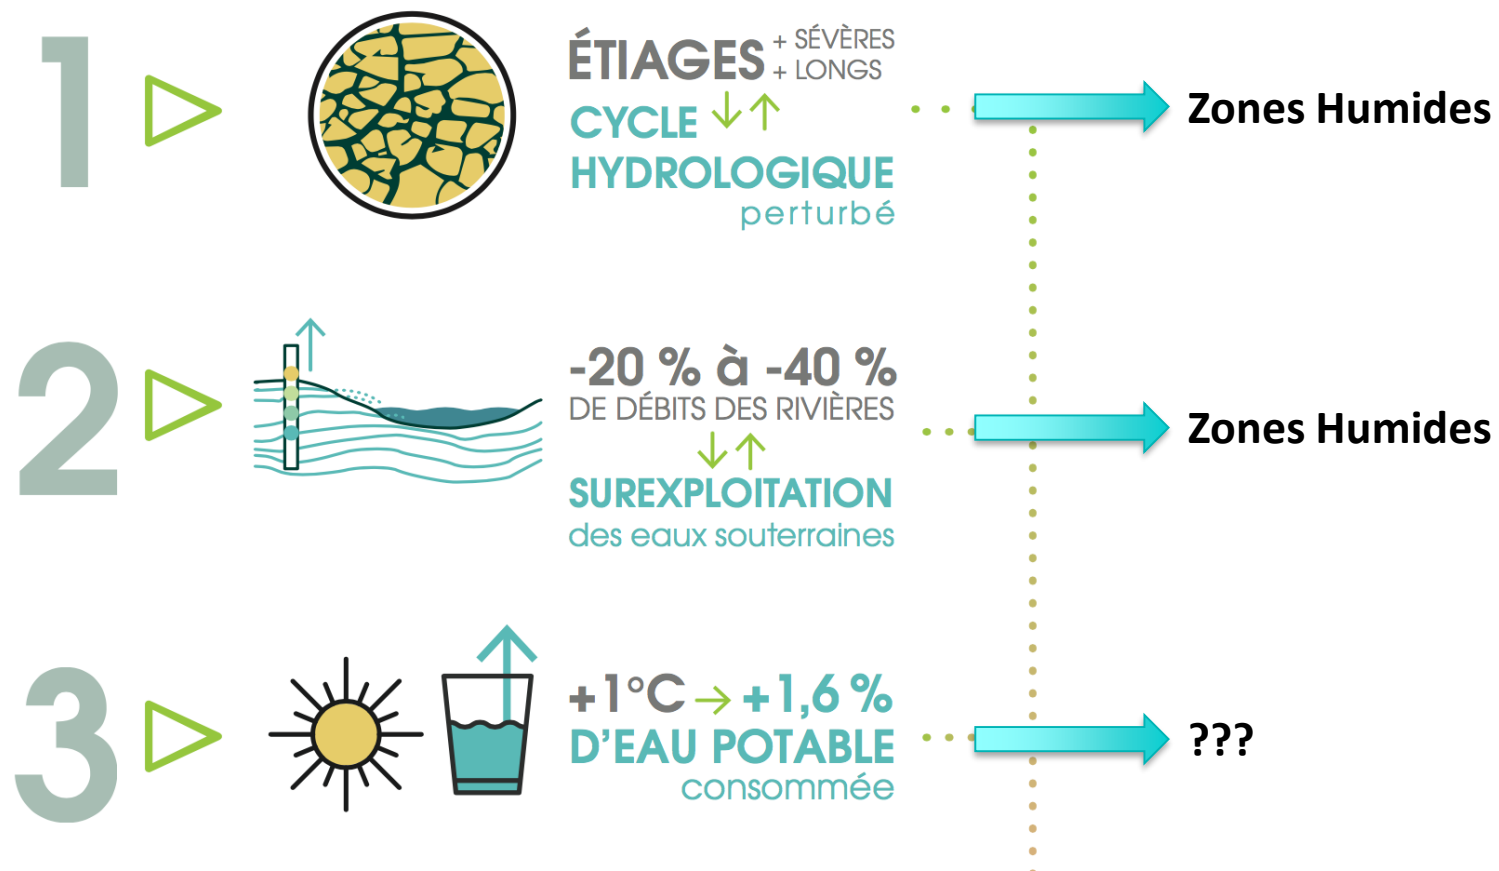 1
ÉTIAGES + SÉVÈRES
+ LONGS
CYCLE
HYDROLOGIQUE
perturbé
Zones Humides
2
-20 % à -40 %
DE DÉBITS DES RIVIÈRES
SUREXPLOITATION
des eaux souterraines
Zones Humides
3
+1°C → +1,6 %
D'EAU POTABLE
consommée
???